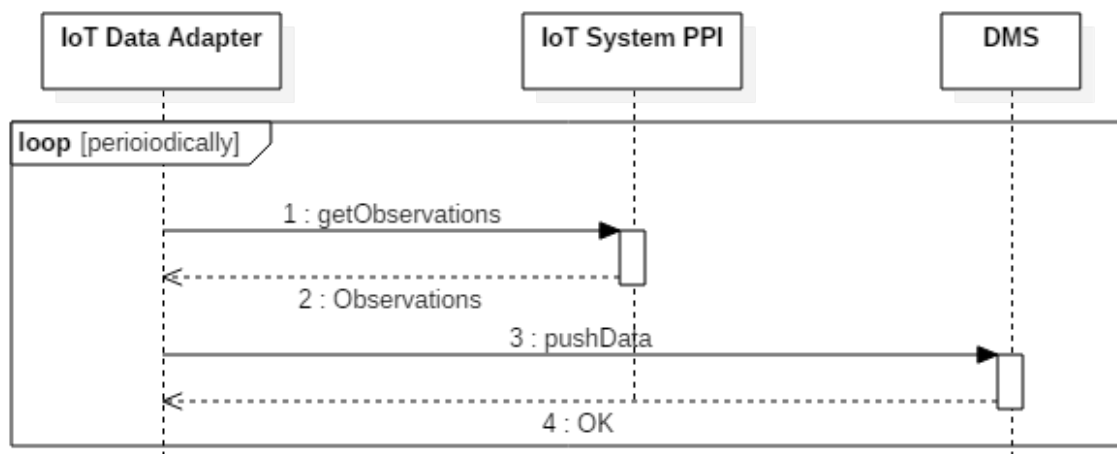 IoT Data Adapter
IoT System PPI
DMS
loop [perioiodically]
1 : getObservations
2 : Observations
3 : pushData
4 : OK